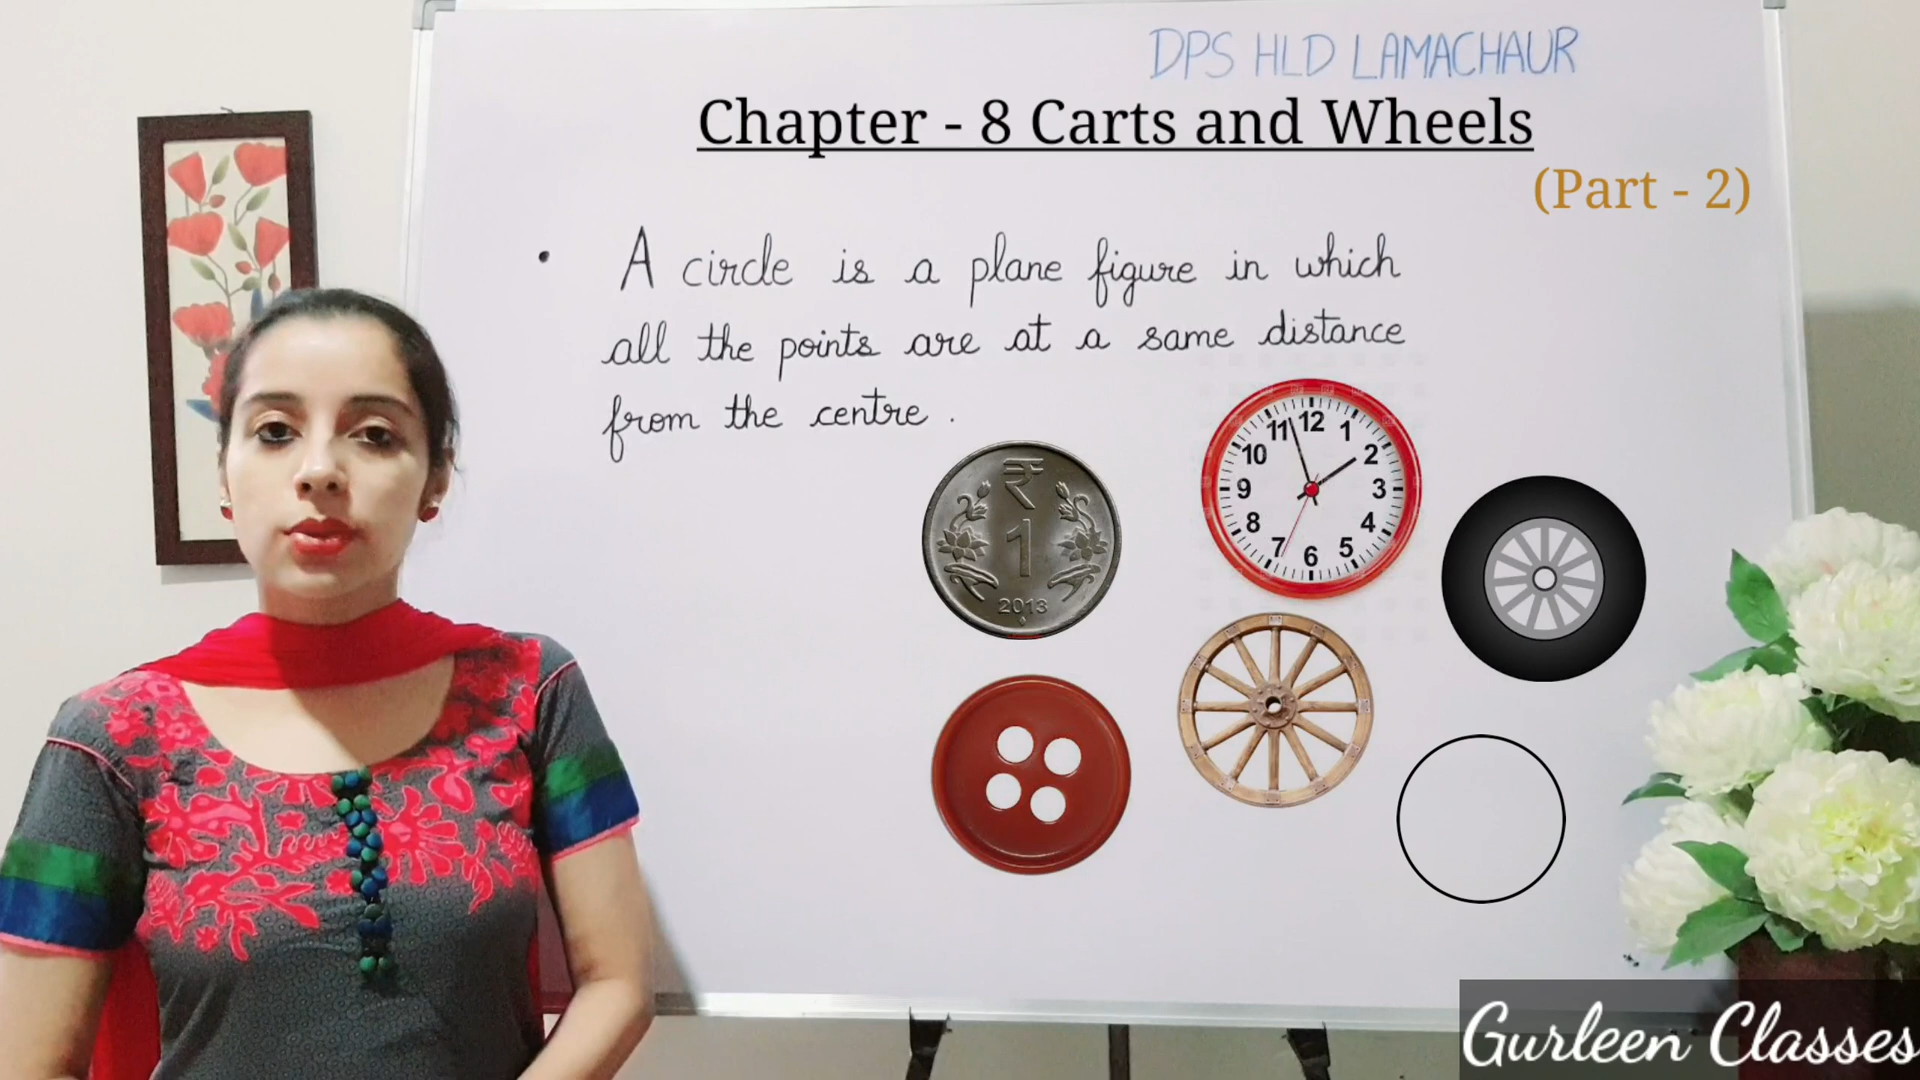 DPS HLD LAMACHAUR
Chapter - 8 Carts and Wheels
(Part - 2)
• A circle is a plane figure in which
all the points are at a same distance
from the centre .
₹
1
2013
12
11 1
10 2
9 3
8 4
7 5
6
Gurleen Classes